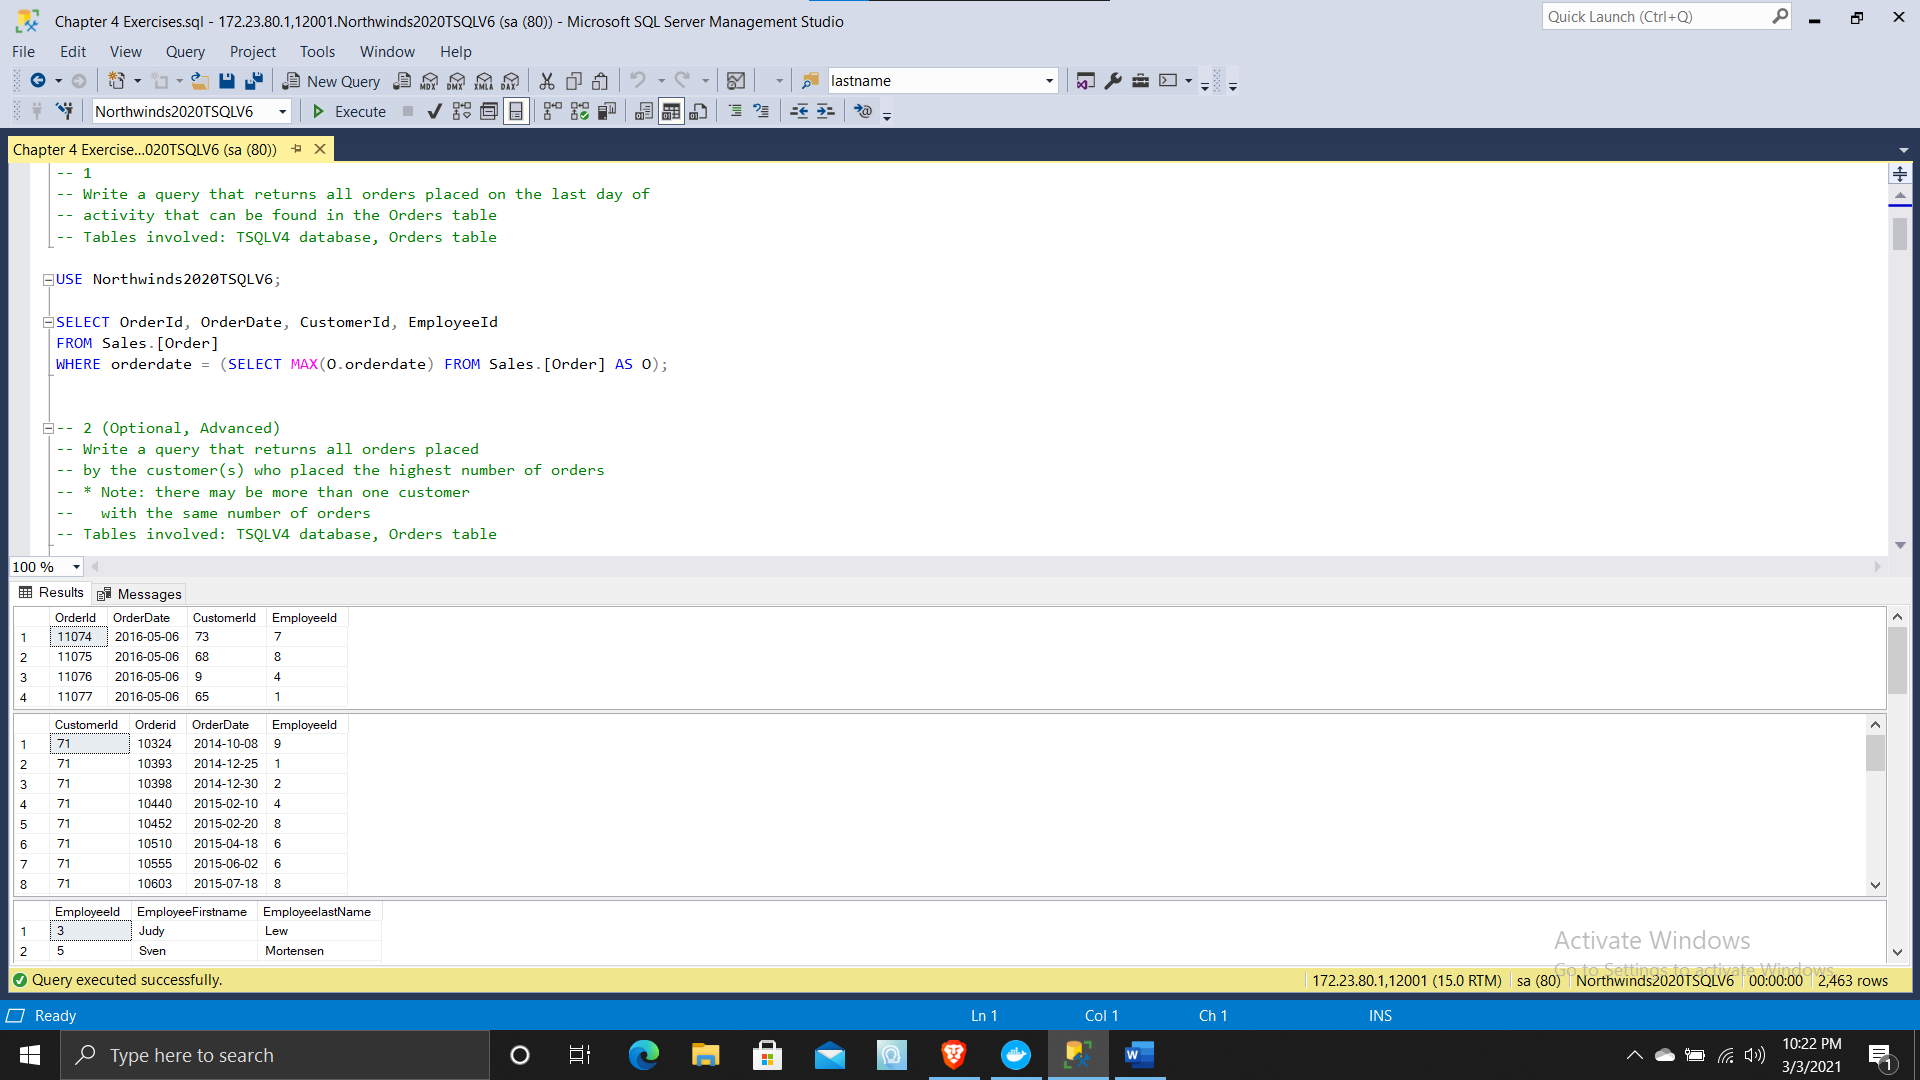 Chapter 4 Exercises.sql - 172.23.80.1,12001.Northwinds2020TSQLV6 (sa (80)) - Microsoft SQL Server Management Studio
Quick Launch (Ctrl+Q)
File Edit View Query Project Tools Window Help
New Query MDX DMX XMLA DAX lastname
Northwinds2020TSQLV6 Execute
Chapter 4 Exercise...020TSQLV6 (sa (80))
-- 1
-- Write a query that returns all orders placed on the last day of
-- activity that can be found in the Orders table
-- Tables involved: TSQLV4 database, Orders table
USE Northwinds2020TSQLV6;
SELECT OrderId, OrderDate, CustomerId, EmployeeId
FROM Sales.[Order]
WHERE orderdate = (SELECT MAX(O.orderdate) FROM Sales.[Order] AS O);
-- 2 (Optional, Advanced)
-- Write a query that returns all orders placed
-- by the customer(s) who placed the highest number of orders
-- * Note: there may be more than one customer
--   with the same number of orders
-- Tables involved: TSQLV4 database, Orders table
100 %
Results Messages
OrderId OrderDate CustomerId EmployeeId
1 11074 2016-05-06 73 7
2 11075 2016-05-06 68 8
3 11076 2016-05-06 9 4
4 11077 2016-05-06 65 1
CustomerId Orderid OrderDate EmployeeId
1 71 10324 2014-10-08 9
2 71 10393 2014-12-25 1
3 71 10398 2014-12-30 2
4 71 10440 2015-02-10 4
5 71 10452 2015-02-20 8
6 71 10510 2015-04-18 6
7 71 10555 2015-06-02 6
8 71 10603 2015-07-18 8
EmployeeId EmployeeFirstname EmployeelastName
1 3 Judy Lew
2 5 Sven Mortensen
Activate Windows
Go to Settings to activate Windows.
Query executed successfully. 172.23.80.1,12001 (15.0 RTM) sa (80) Northwinds2020TSQLV6 00:00:00 2,463 rows
Ready Ln 1 Col 1 Ch 1 INS
Type here to search
10:22 PM
3/3/2021
1